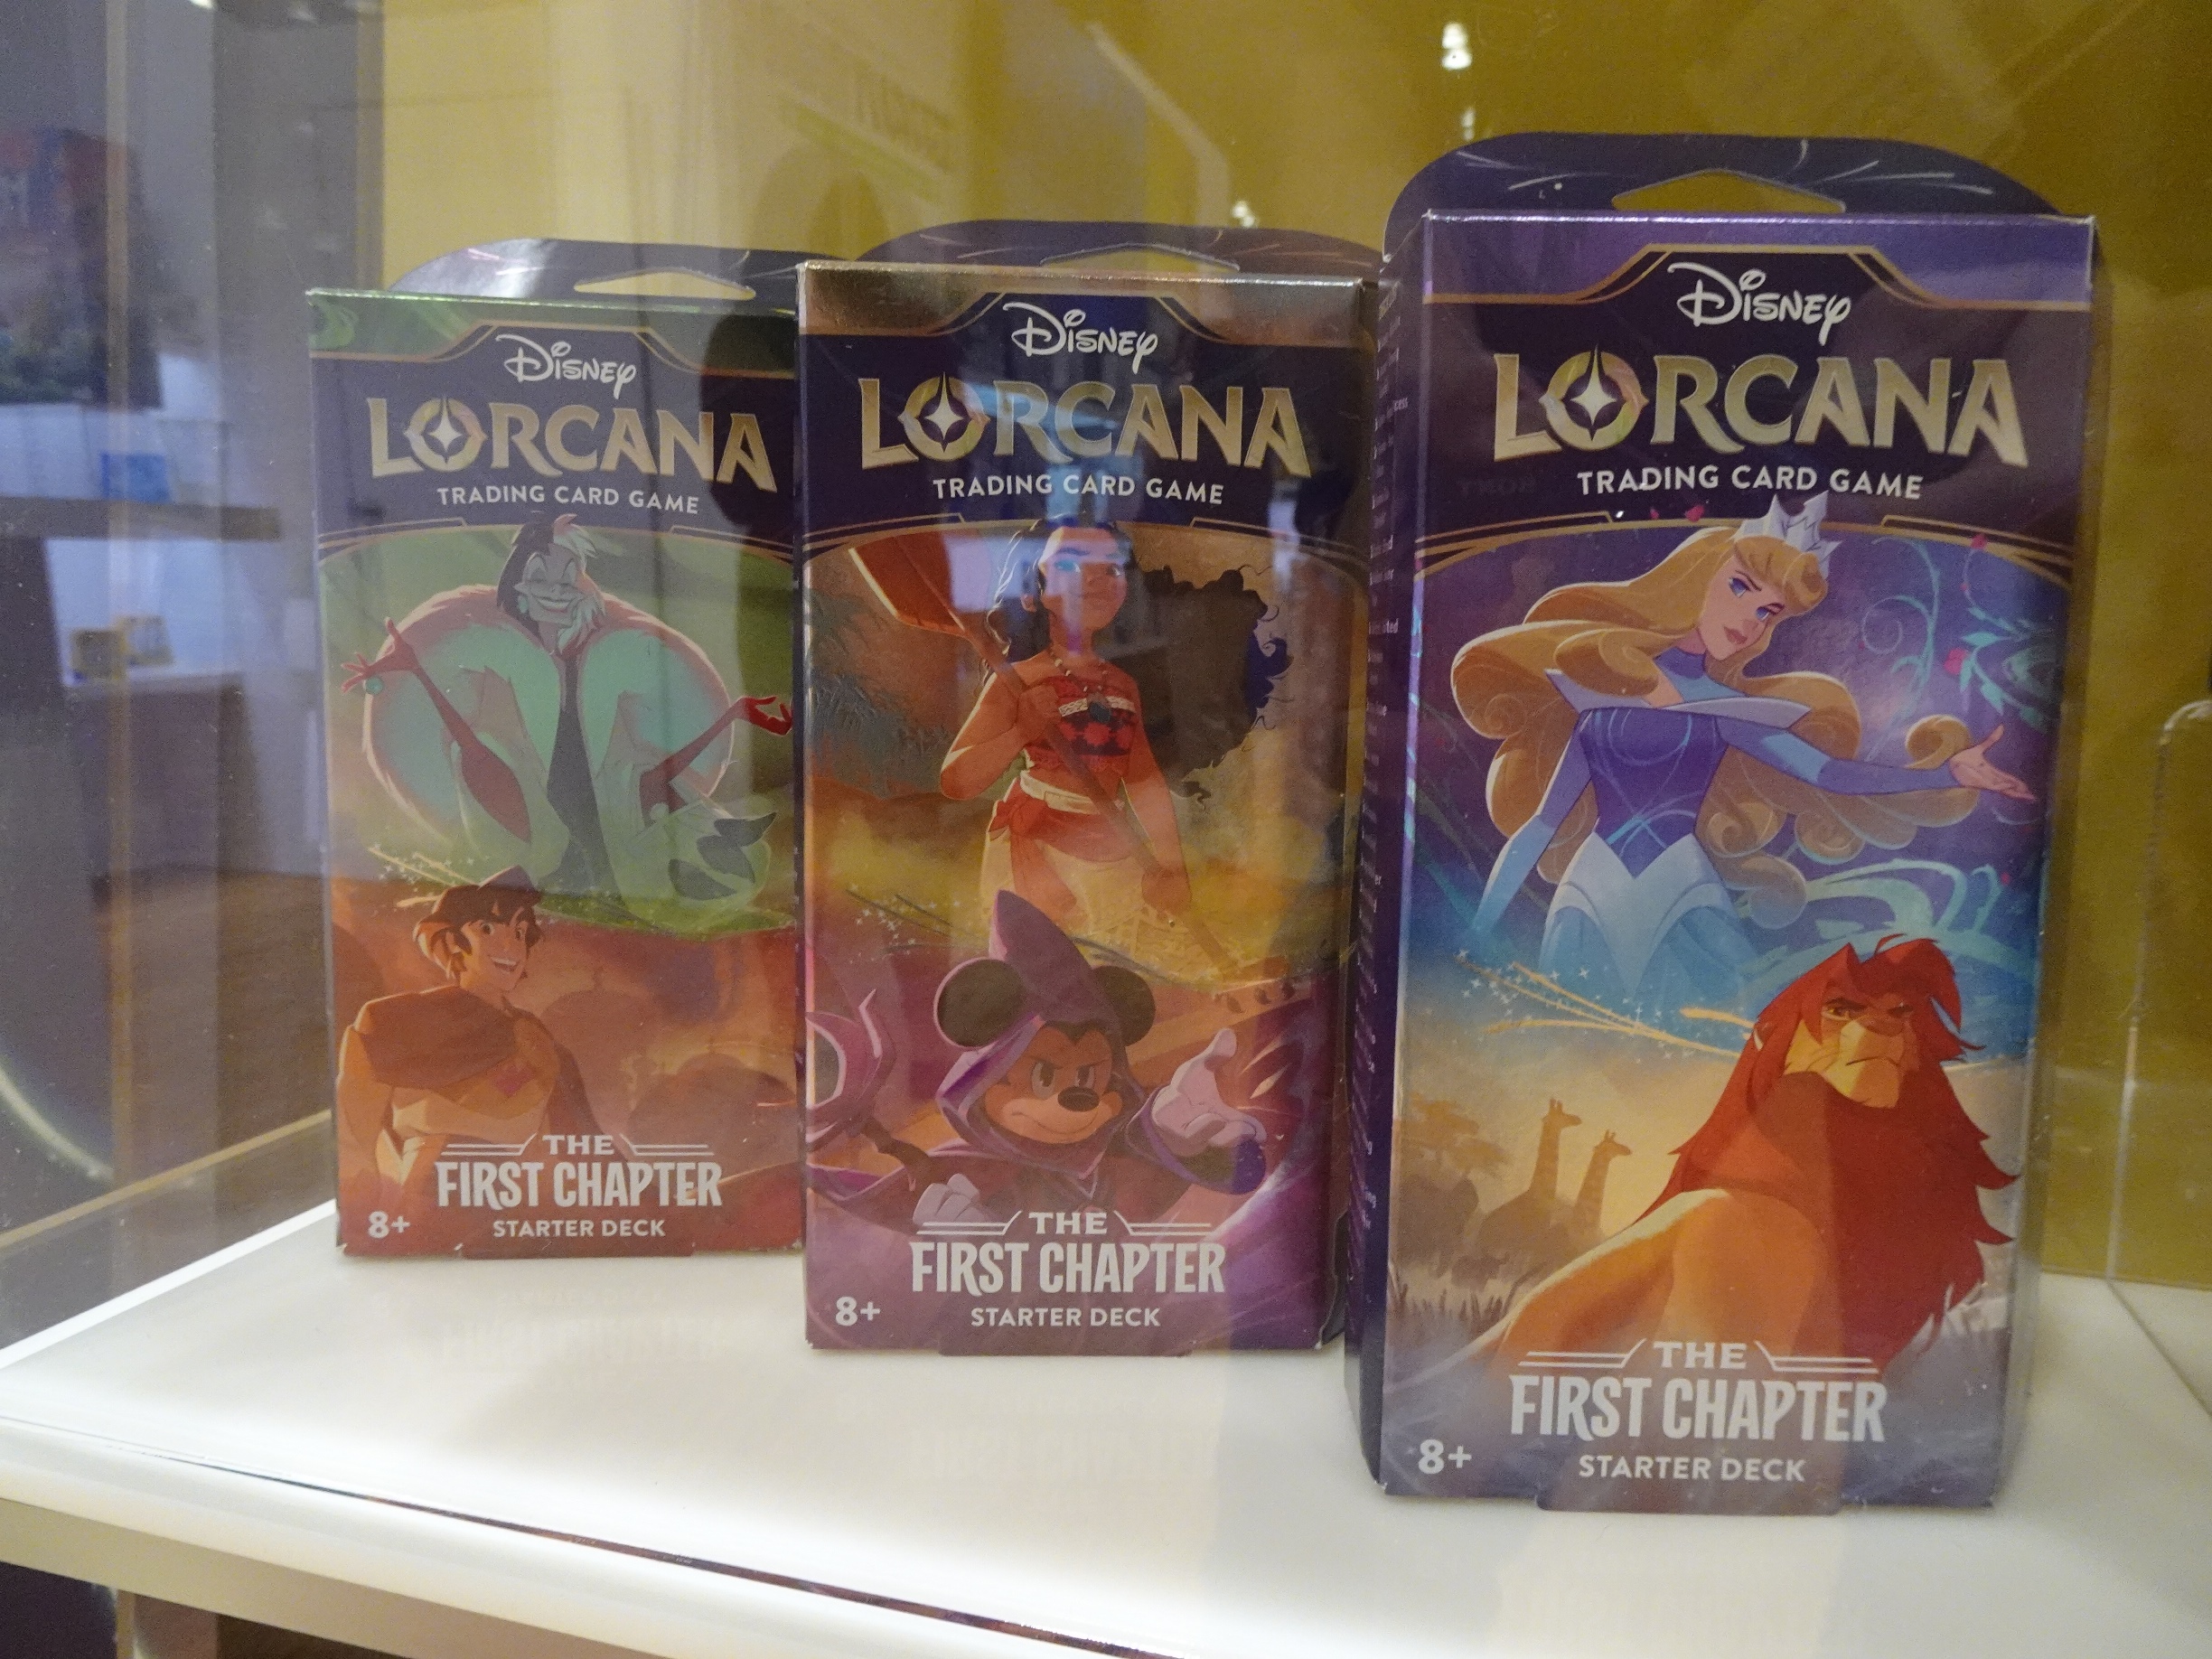 Disney
LORCANA
TRADING CARD GAME
THE
FIRST CHAPTER
8+
STARTER DECK
Disney
LORCANA
TRADING CARD GAME
THE
FIRST CHAPTER
8+
STARTER DECK
Disney
LORCANA
TRADING CARD GAME
THE
FIRST CHAPTER
8+
STARTER DECK